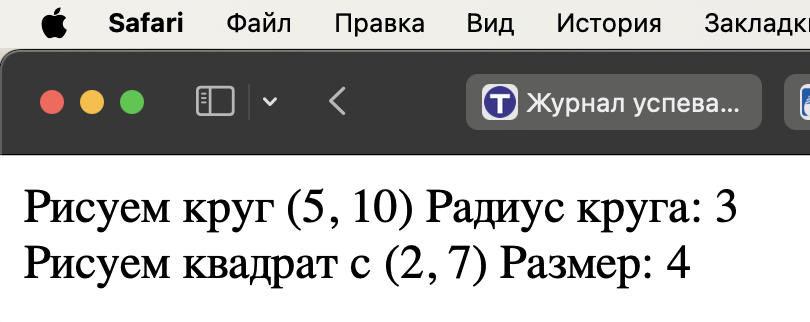 Safari Файл Правка Вид История Закладк
T Журнал успева...
Рисуем круг (5, 10) Радиус круга: 3
Рисуем квадрат с (2, 7) Размер: 4